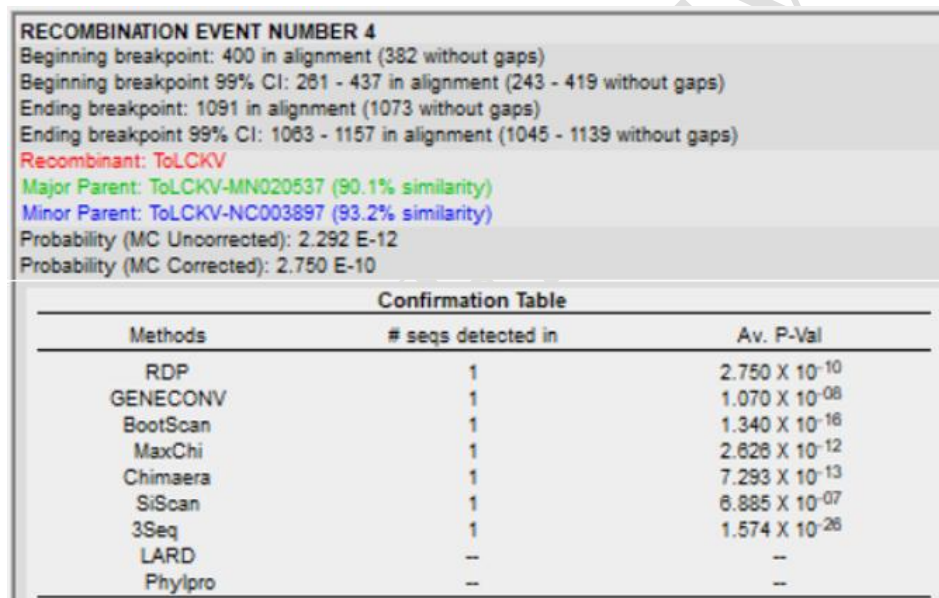 RECOMBINATION EVENT NUMBER 4
Beginning breakpoint: 400 in alignment (382 without gaps)
Beginning breakpoint 99% CI: 261 - 437 in alignment (243 - 419 without gaps)
Ending breakpoint: 1091 in alignment (1073 without gaps)
Ending breakpoint 99% CI: 1063 - 1157 in alignment (1045 - 1139 without gaps)
Recombinant: ToLCKV
Major Parent: ToLCKV-MN020537 (90.1% similarity)
Minor Parent: ToLCKV-NC003897 (93.2% similarity)
Probability (MC Uncorrected): 2.292 E-12
Probability (MC Corrected): 2.750 E-10
Confirmation Table
Methods # seqs detected in Av. P-Val
RDP 1 2.750 X 10-10
GENECONV 1 1.070 X 10-08
BootScan 1 1.340 X 10-16
MaxChi 1 2.626 X 10-12
Chimaera 1 7.293 X 10-13
SiScan 1 6.885 X 10-07
3Seq 1 1.574 X 10-26
LARD -- --
Phylpro -- --